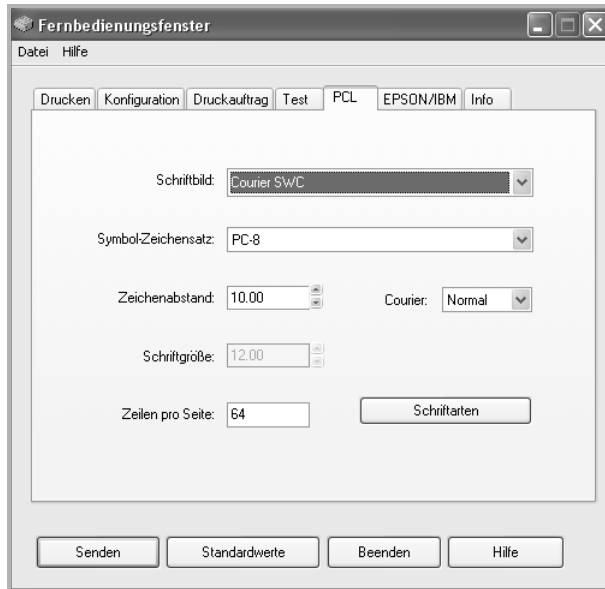 Fernbedienungsfenster
Datei Hilfe
Drucken Konfiguration Druckauftrag Test PCL EPSON/IBM Info
Schriftbild: Courier SWC
Symbol-Zeichensatz: PC-8
Zeichenabstand: 10.00 Courier: Normal
Schriftgröße: 12.00
Zeilen pro Seite: 64 Schriftarten
Senden Standardwerte Beenden Hilfe